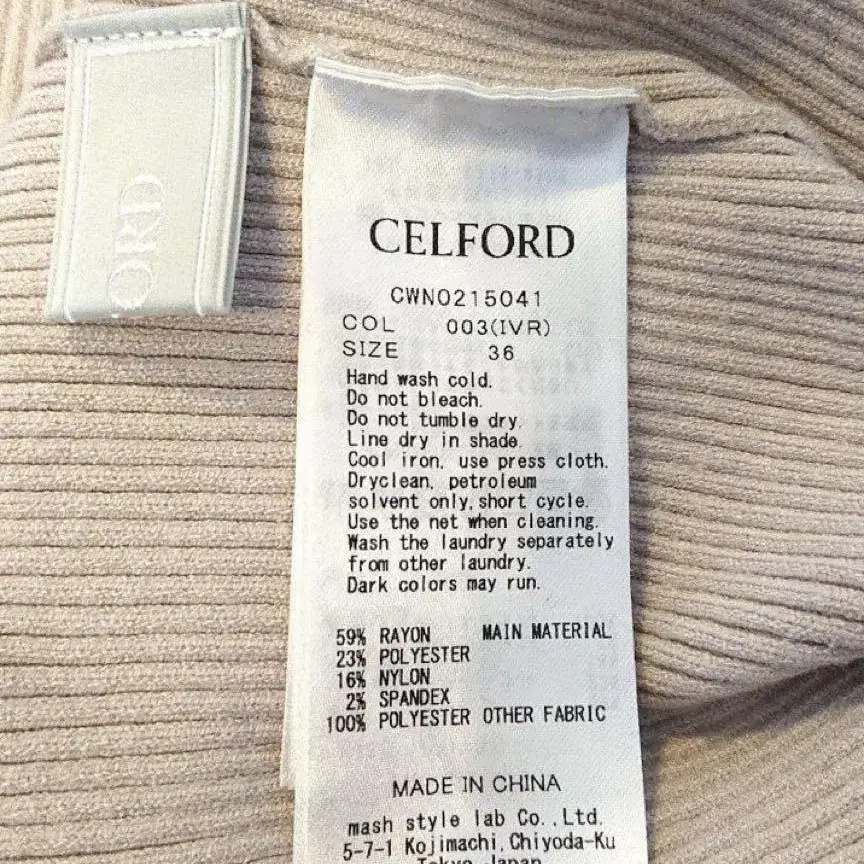 ORD
CELFORD
CWN0215041
COL 003(IVR)
SIZE 36
Hand wash cold.
Do not bleach.
Do not tumble dry.
Line dry in shade.
Cool iron, use press cloth.
Dryclean, petroleum
solvent only, short cycle.
Use the net when cleaning.
Wash the laundry separately
from other laundry.
Dark colors may run.
59% RAYON MAIN MATERIAL
23% POLYESTER
16% NYLON
2% SPANDEX
100% POLYESTER OTHER FABRIC
MADE IN CHINA
mash style lab Co.,Ltd.
5-7-1 Kojimachi, Chiyoda-Ku
Tokyo Japan